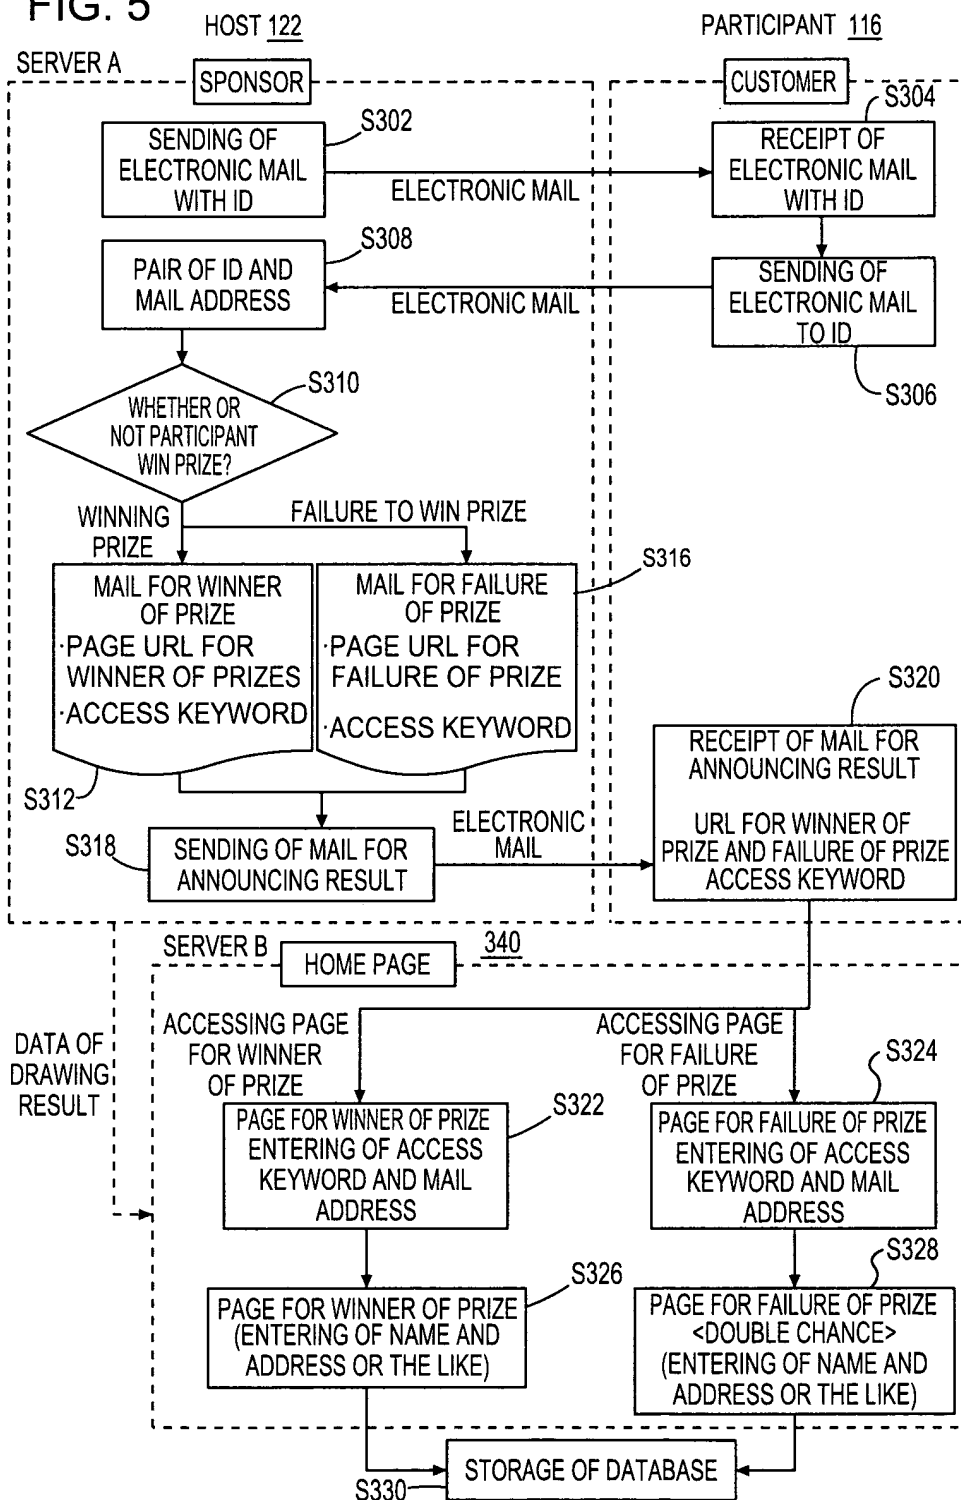 FIG. 5
HOST 122
PARTICIPANT 116
SERVER A
SPONSOR
CUSTOMER
S302
SENDING OF
ELECTRONIC MAIL
WITH ID
ELECTRONIC MAIL
S304
RECEIPT OF
ELECTRONIC MAIL
WITH ID
S308
PAIR OF ID AND
MAIL ADDRESS
ELECTRONIC MAIL
SENDING OF
ELECTRONIC MAIL
TO ID
S306
S310
WHETHER OR
NOT PARTICIPANT
WIN PRIZE?
WINNING
PRIZE
FAILURE TO WIN PRIZE
S316
MAIL FOR WINNER
OF PRIZE
·PAGE URL FOR
WINNER OF PRIZES
·ACCESS KEYWORD
MAIL FOR FAILURE
OF PRIZE
·PAGE URL FOR
FAILURE OF PRIZE
·ACCESS KEYWORD
S312
S318
SENDING OF MAIL FOR
ANNOUNCING RESULT
ELECTRONIC
MAIL
S320
RECEIPT OF MAIL FOR
ANNOUNCING RESULT
URL FOR WINNER OF
PRIZE AND FAILURE OF PRIZE
ACCESS KEYWORD
SERVER B
HOME PAGE
340
DATA OF
DRAWING
RESULT
ACCESSING PAGE
FOR WINNER
OF PRIZE
ACCESSING PAGE
FOR FAILURE
OF PRIZE
S322
PAGE FOR WINNER OF PRIZE
ENTERING OF ACCESS
KEYWORD AND MAIL
ADDRESS
S324
PAGE FOR FAILURE OF PRIZE
ENTERING OF ACCESS
KEYWORD AND MAIL
ADDRESS
S326
PAGE FOR WINNER OF PRIZE
(ENTERING OF NAME AND
ADDRESS OR THE LIKE)
S328
PAGE FOR FAILURE OF PRIZE
<DOUBLE CHANCE>
(ENTERING OF NAME AND
ADDRESS OR THE LIKE)
STORAGE OF DATABASE
S330